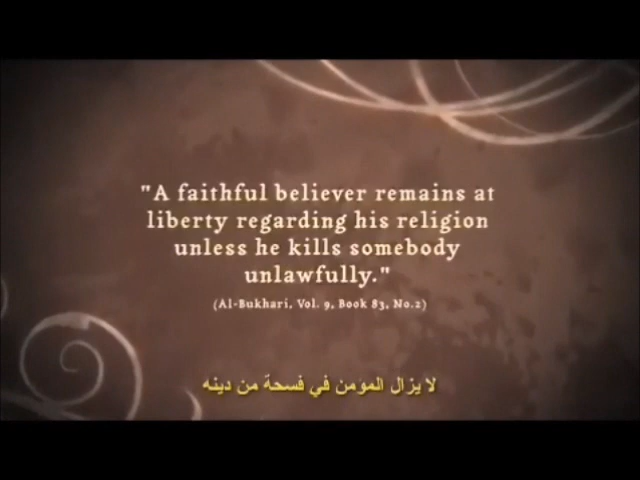 "A faithful believer remains at
liberty regarding his religion
unless he kills somebody
unlawfully."
(Al-Bukhari, Vol. 9, Book 83, No.2)
لا يزال المومن في فسحة من دينه